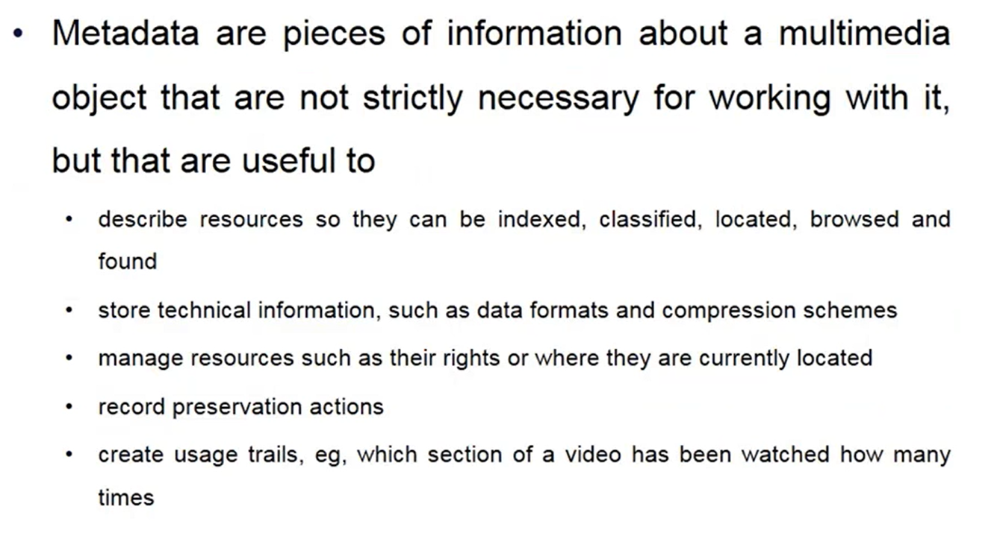 • Metadata are pieces of information about a multimedia
object that are not strictly necessary for working with it,
but that are useful to
• describe resources so they can be indexed, classified, located, browsed and
found
• store technical information, such as data formats and compression schemes
• manage resources such as their rights or where they are currently located
• record preservation actions
• create usage trails, eg, which section of a video has been watched how many
times